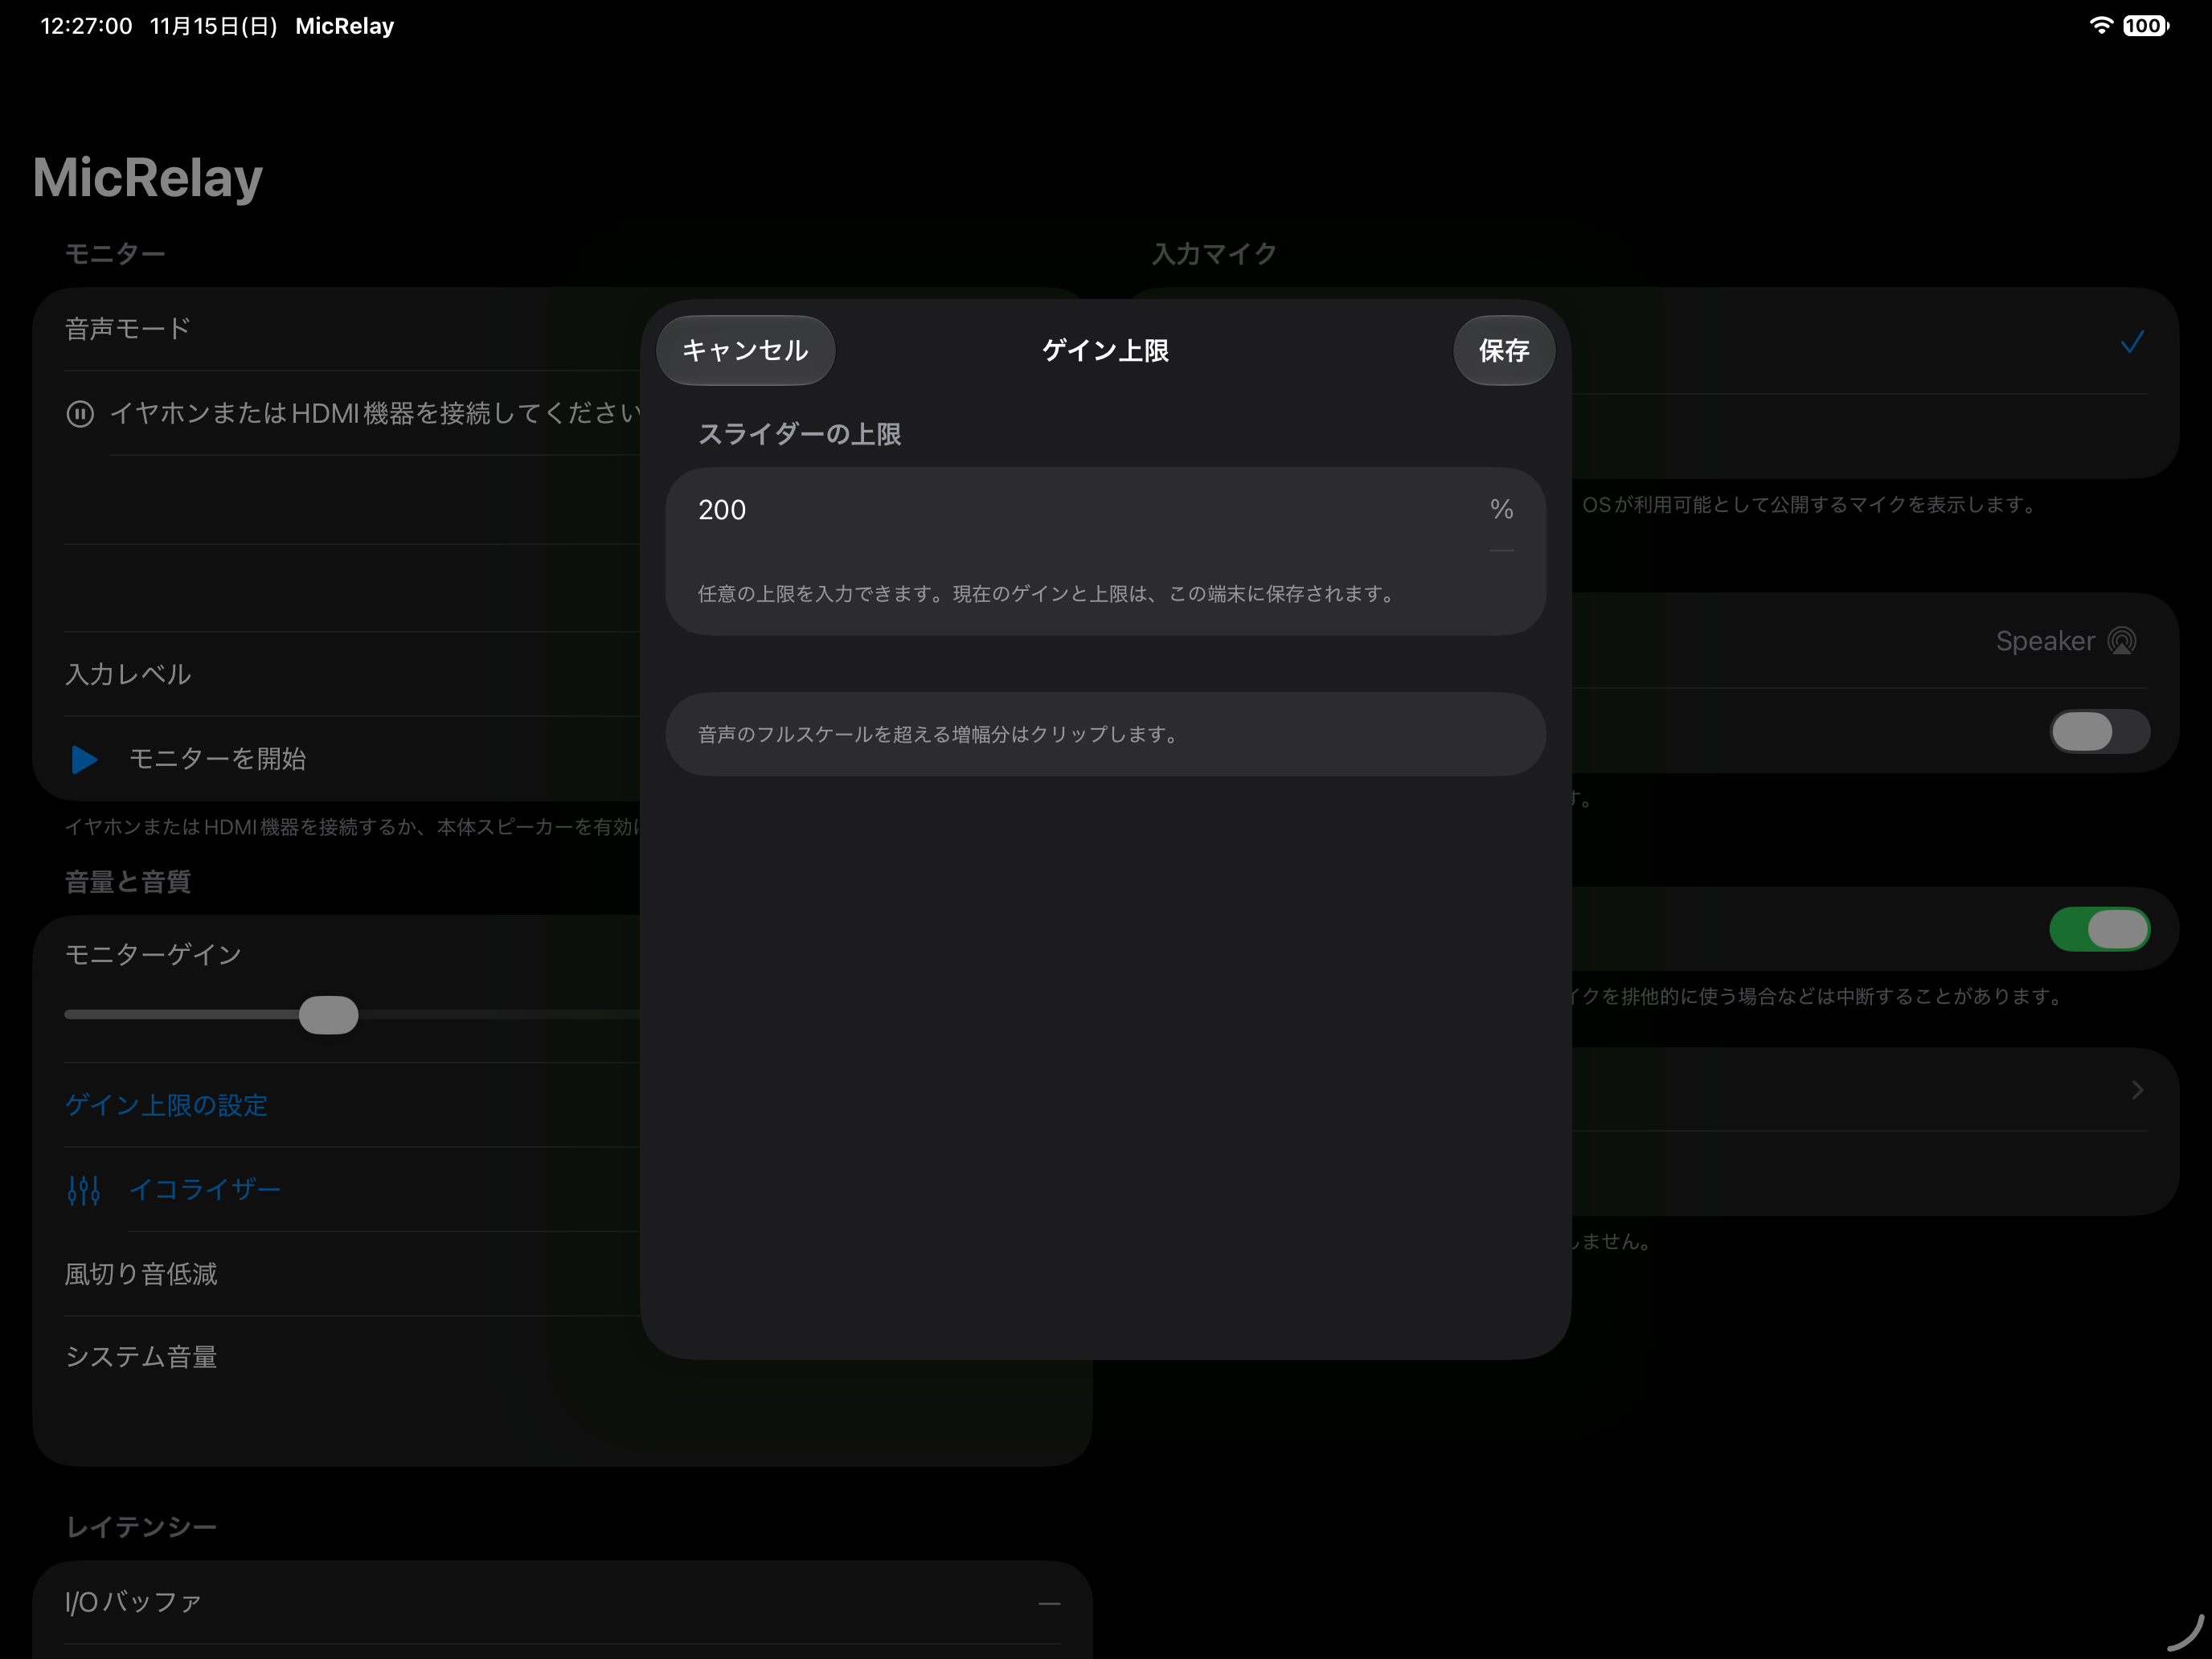 12:27:00 11月15日(日) MicRelay
100
MicRelay
モニター
音声モード
イヤホンまたはHDMI機器を接続してください
入力レベル
モニターを開始
イヤホンまたはHDMI機器を接続するか、本体スピーカーを有効に
音量と音質
モニターゲイン
ゲイン上限の設定
イコライザー
風切り音低減
システム音量
レイテンシー
I/Oバッファ —
キャンセル ゲイン上限 保存
スライダーの上限
200 %
任意の上限を入力できます。現在のゲインと上限は、この端末に保存されます。
音声のフルスケールを超える増幅分はクリップします。
入力マイク
OSが利用可能として公開するマイクを表示します。
Speaker
す。
イクを排他的に使う場合などは中断することがあります。
しません。